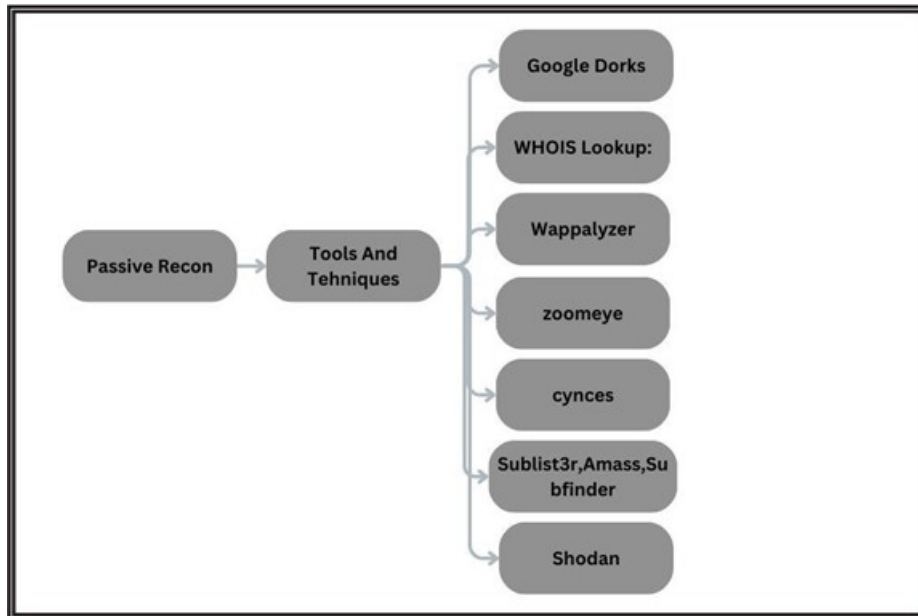 Passive Recon
Tools And
Tehniques
Google Dorks
WHOIS Lookup:
Wappalyzer
zoomeye
cynces
Sublist3r,Amass,Su
bfinder
Shodan